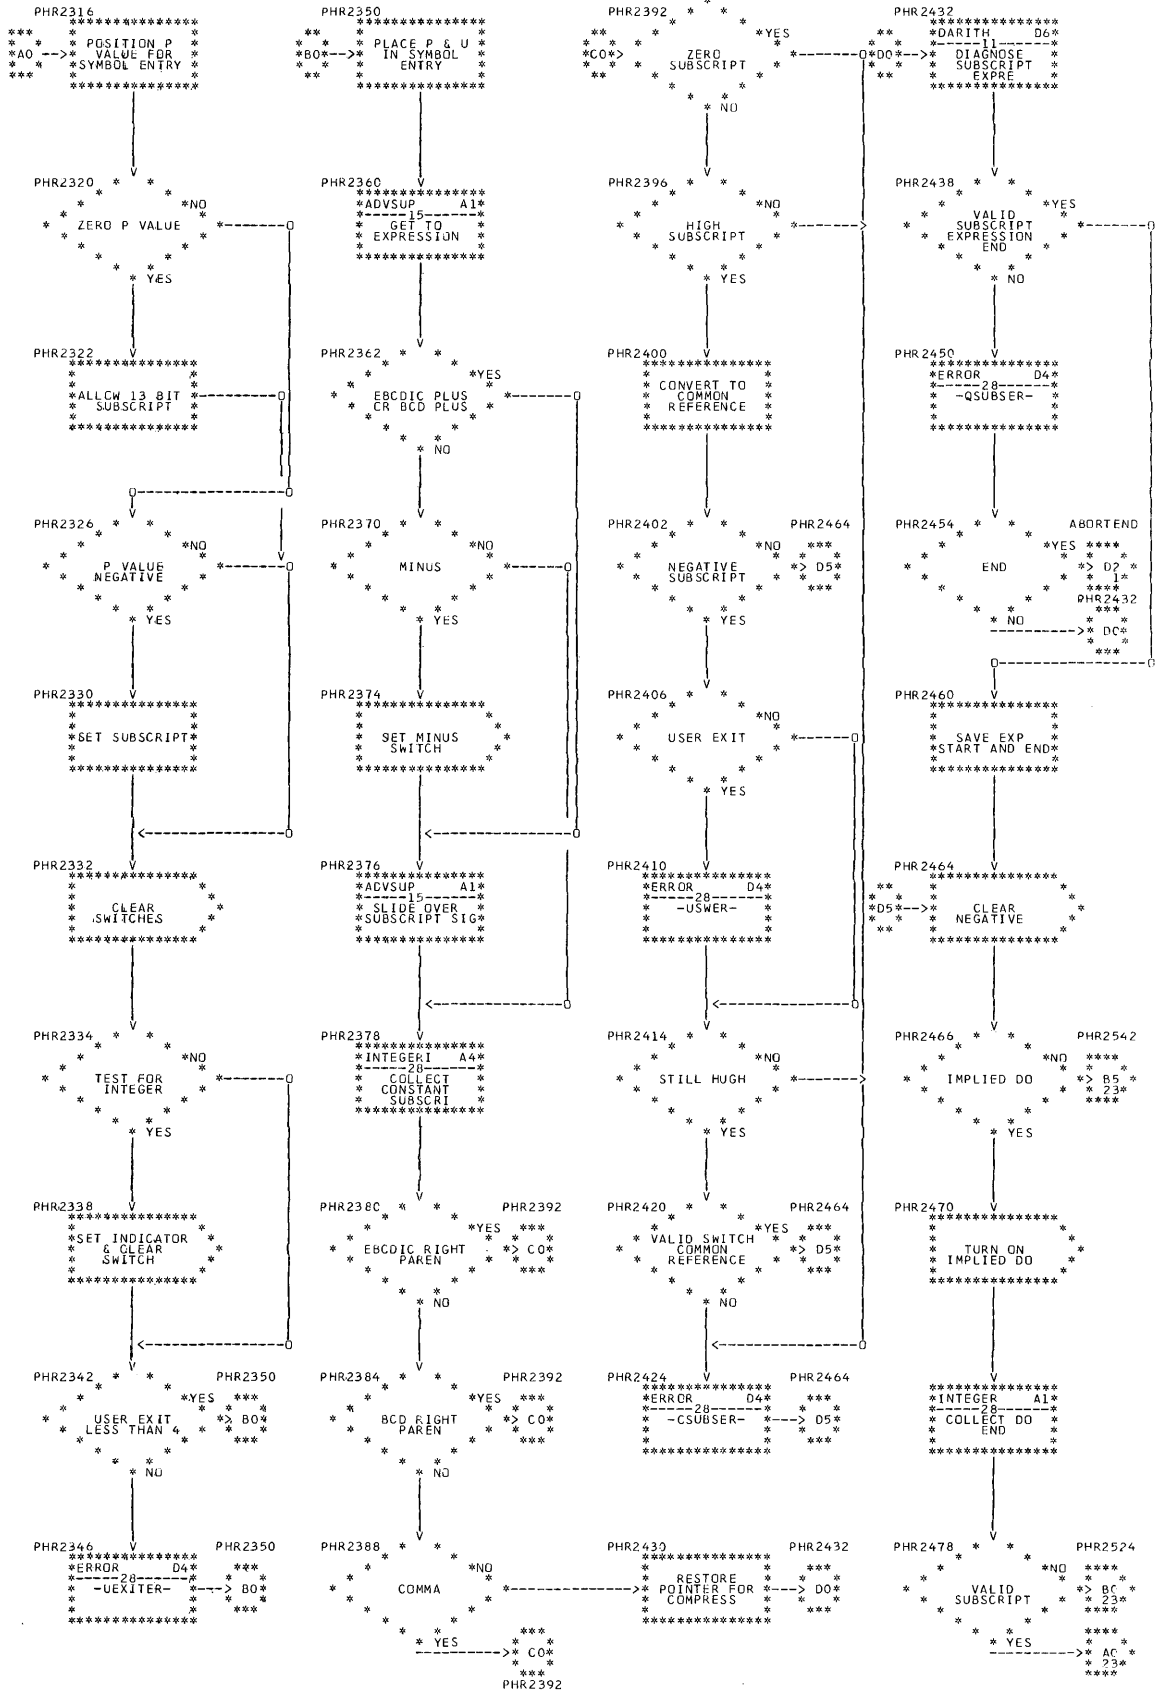 PHR2316
A0
POSITION P
VALUE FOR
SYMBOL ENTRY
PHR2320
ZERO P VALUE
NO
YES
PHR2322
ALLCW 13 BIT
SUBSCRIPT
PHR2326
P VALUE
NEGATIVE
NO
YES
PHR2330
SET SUBSCRIPT
PHR2332
CLEAR
SWITCHES
PHR2334
TEST FOR
INTEGER
NO
YES
PHR2338
SET INDICATOR
& CLEAR
SWITCH
PHR2342
USER EXIT
LESS THAN 4
YES
PHR2350
B0
NO
PHR2346
ERROR D4
28
-UEXITER-
PHR2350
B0
PHR2350
B0
PLACE P & U
IN SYMBOL
ENTRY
PHR2360
ADVSUP A1
15
GET TO
EXPRESSION
PHR2362
EBCDIC PLUS
CR BCD PLUS
YES
NO
PHR2370
MINUS
NO
YES
PHR2374
SET MINUS
SWITCH
PHR2376
ADVSUP A1
15
SLIDE OVER
SUBSCRIPT SIG
PHR2378
INTEGERI A4
28
COLLECT
CONSTANT
SUBSCRI
PHR2380
EBCDIC RIGHT
PAREN
YES
PHR2392
C0
NO
PHR2384
BCD RIGHT
PAREN
YES
PHR2392
C0
NO
PHR2388
COMMA
NO
YES
C0
PHR2392
PHR2392
C0
ZERO
SUBSCRIPT
YES
NO
PHR2396
HIGH
SUBSCRIPT
NO
YES
PHR2400
CONVERT TO
COMMON
REFERENCE
PHR2402
NEGATIVE
SUBSCRIPT
NO
PHR2464
D5
YES
PHR2406
USER EXIT
NO
YES
PHR2410
ERROR D4
28
-USWER-
PHR2414
STILL HUGH
NO
YES
PHR2420
VALID SWITCH
COMMON
REFERENCE
YES
PHR2464
D5
NO
PHR2424
ERROR D4
28
-CSUBSER-
PHR2464
D5
PHR2430
RESTORE
POINTER FOR
COMPRESS
PHR2432
D0
PHR2432
D0
DARITH D6
11
DIAGNOSE
SUBSCRIPT
EXPRE
PHR2438
VALID
SUBSCRIPT
EXPRESSION
END
YES
NO
PHR2450
ERROR D4
28
-QSUBSER-
PHR2454
END
YES
ABORTEND
D2
1
NO
PHR2432
D0
PHR2460
SAVE EXP
START AND END
PHR2464
D5
CLEAR
NEGATIVE
PHR2466
IMPLIED DO
NO
PHR2542
B5
23
YES
PHR2470
TURN ON
IMPLIED DO
INTEGER A1
28
COLLECT DO
END
PHR2478
VALID
SUBSCRIPT
NO
PHR2524
B0
23
YES
A0
23